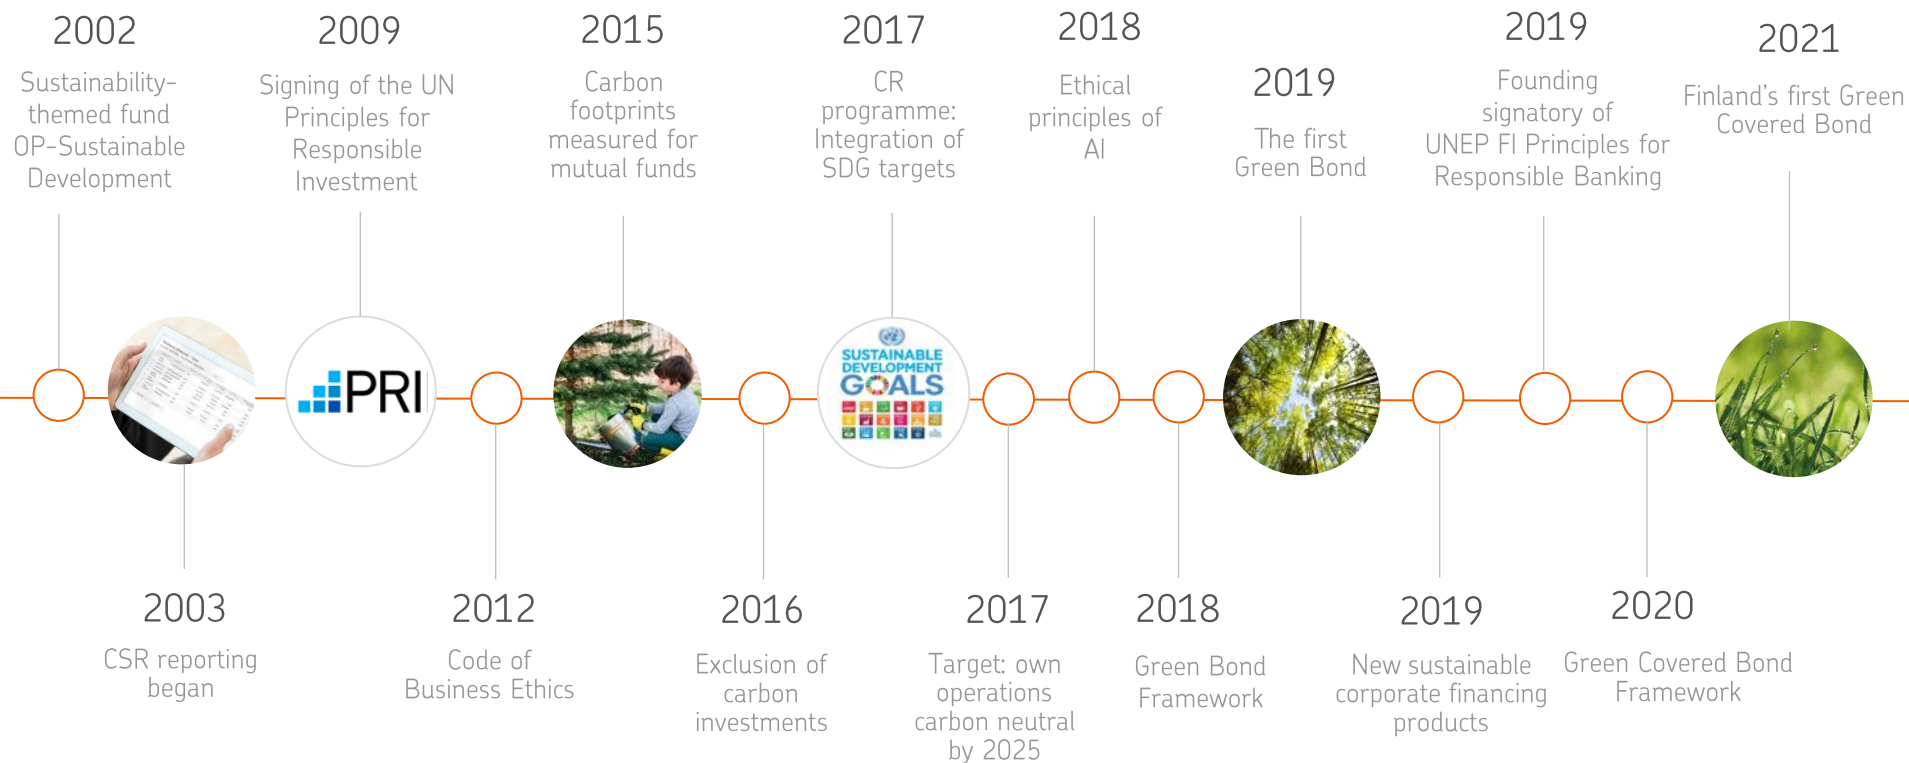 2002
Sustainability-
themed fund
OP-Sustainable
Development
2003
CSR reporting
began
2009
Signing of the UN
Principles for
Responsible
Investment
PRI
2012
Code of
Business Ethics
2015
Carbon
footprints
measured for
mutual funds
2016
Exclusion of
carbon
investments
2017
CR
programme:
Integration of
SDG targets
SUSTAINABLE
DEVELOPMENT
GOALS
2017
Target: own
operations
carbon neutral
by 2025
2018
Ethical
principles of
AI
2018
Green Bond
Framework
2019
The first
Green Bond
2019
New sustainable
corporate financing
products
2019
Founding
signatory of
UNEP FI Principles for
Responsible Banking
2020
Green Covered Bond
Framework
2021
Finland's first Green
Covered Bond